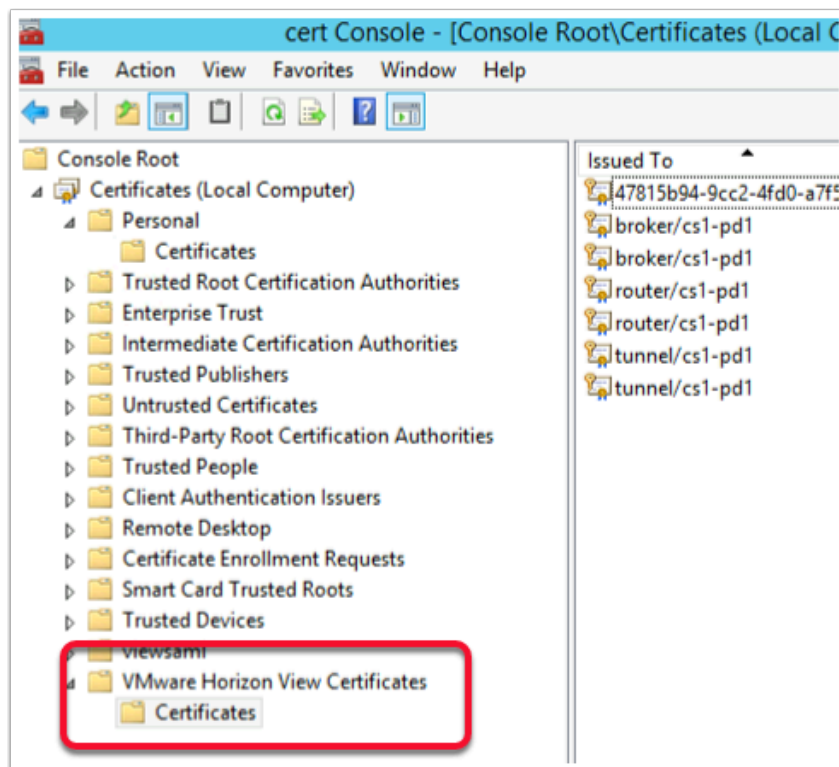 cert Console - [Console Root\Certificates (Local C
File Action View Favorites Window Help
Console Root
Certificates (Local Computer)
Personal
Certificates
Trusted Root Certification Authorities
Enterprise Trust
Intermediate Certification Authorities
Trusted Publishers
Untrusted Certificates
Third-Party Root Certification Authorities
Trusted People
Client Authentication Issuers
Remote Desktop
Certificate Enrollment Requests
Smart Card Trusted Roots
Trusted Devices
viewsaml
VMware Horizon View Certificates
Certificates
Issued To
47815b94-9cc2-4fd0-a7f5
broker/cs1-pd1
broker/cs1-pd1
router/cs1-pd1
router/cs1-pd1
tunnel/cs1-pd1
tunnel/cs1-pd1